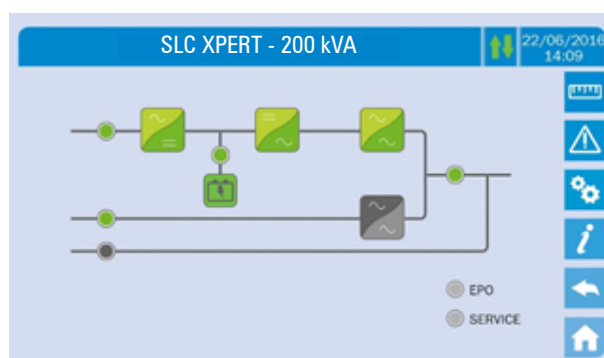 SLC XPERT - 200 kVA
22/06/2016
14:09
EPO
SERVICE